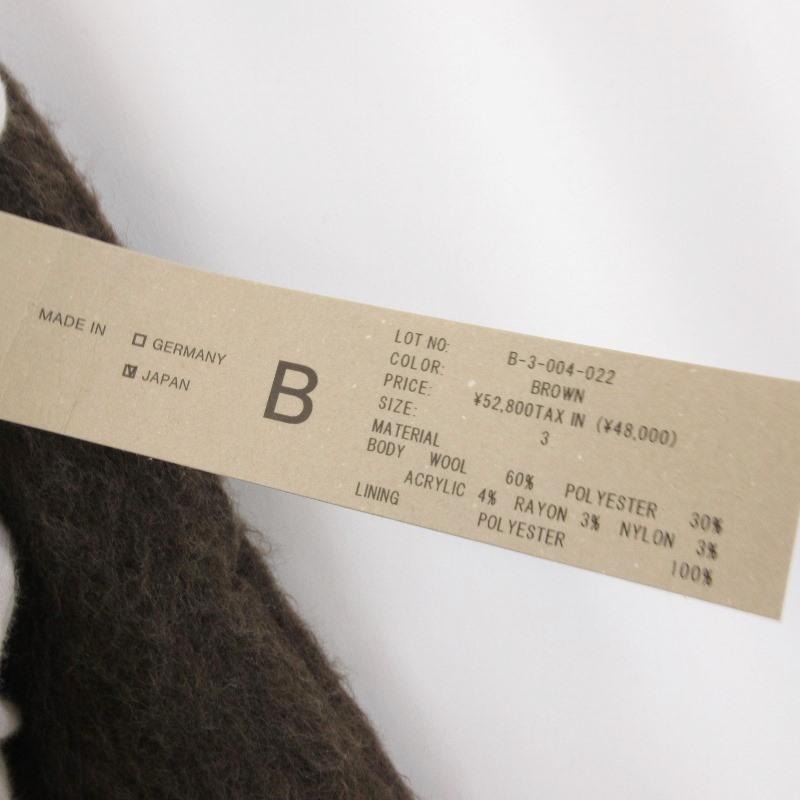 MADE IN
☐ GERMANY
☑ JAPAN
B
LOT NO: B-3-004-022
COLOR: BROWN
PRICE: ¥52,800TAX IN (¥48,000)
SIZE: 3
MATERIAL
BODY WOOL 60% POLYESTER 30%
ACRYLIC 4% RAYON 3% NYLON 3%
LINING POLYESTER 100%